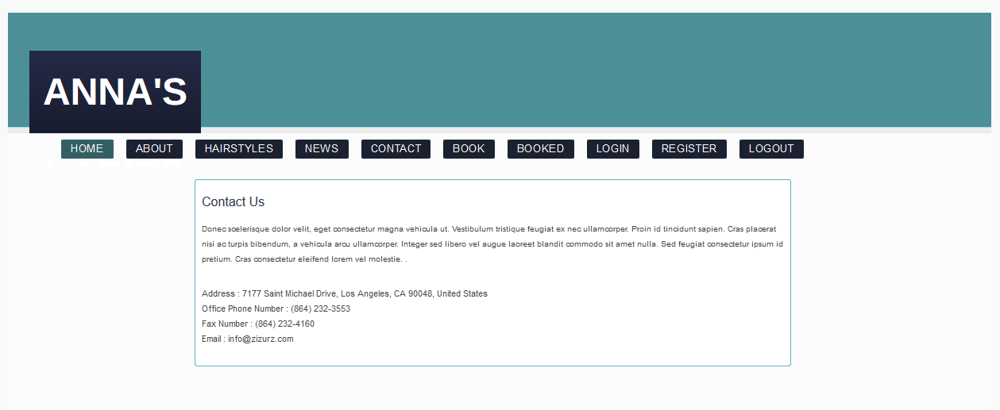 ANNA'S
HOME ABOUT HAIRSTYLES NEWS CONTACT BOOK BOOKED LOGIN REGISTER LOGOUT
Contact Us
Donec scelerisque dolor velit, eget consectetur magna vehicula ut. Vestibulum tristique feugiat ex nec ullamcorper. Proin id tincidunt sapien. Cras placerat
nisi ac turpis bibendum, a vehicula arcu ullamcorper. Integer sed libero vel augue laoreet blandit commodo sit amet nulla. Sed feugiat consectetur ipsum id
pretium. Cras consectetur eleifend lorem vel molestie. .
Address : 7177 Saint Michael Drive, Los Angeles, CA 90048, United States
Office Phone Number : (864) 232-3553
Fax Number : (864) 232-4160
Email : info@zizurz.com